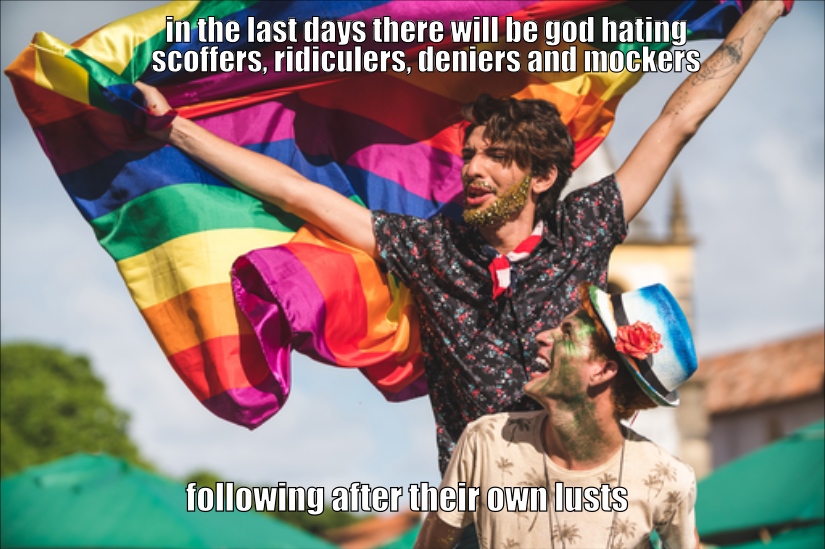 in the last days there will be god hating
scoffers, ridiculers, deniers and mockers
following after their own lusts